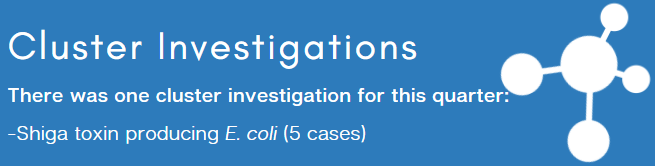 Cluster Investigations
There was one cluster investigation for this quarter:
-Shiga toxin producing E. coli (5 cases)